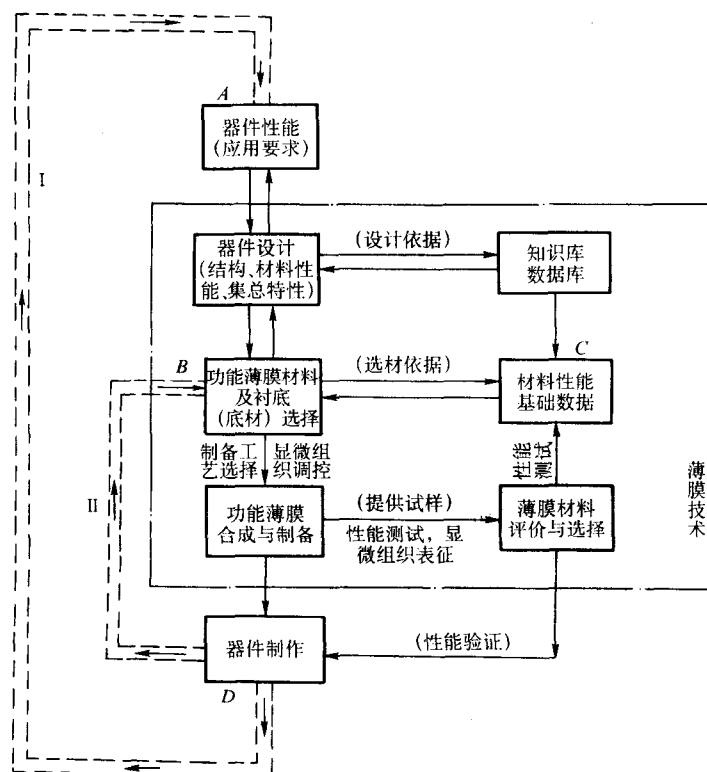 A
器件性能
(应用要求)
I
器件设计
(结构、材料性
能、集总特性)
(设计依据)
知识库
数据库
B
功能薄膜材料
及衬底
(底材)选择
(选材依据)
C
材料性能
基础数据
制备工
艺选择
显微组
织调控
性能
测试
薄膜技术
II
功能薄膜
合成与制备
(提供试样)
性能测试，显
微组织表征
薄膜材料
评价与选择
器件制作
(性能验证)
D